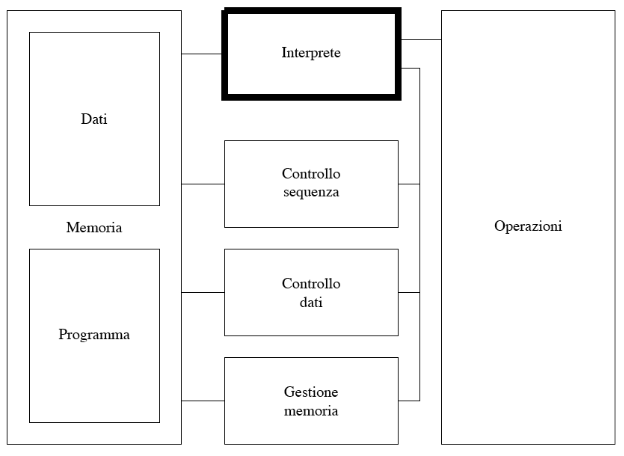 Dati
Memoria
Programma
Interprete
Controllo
sequenza
Controllo
dati
Gestione
memoria
Operazioni